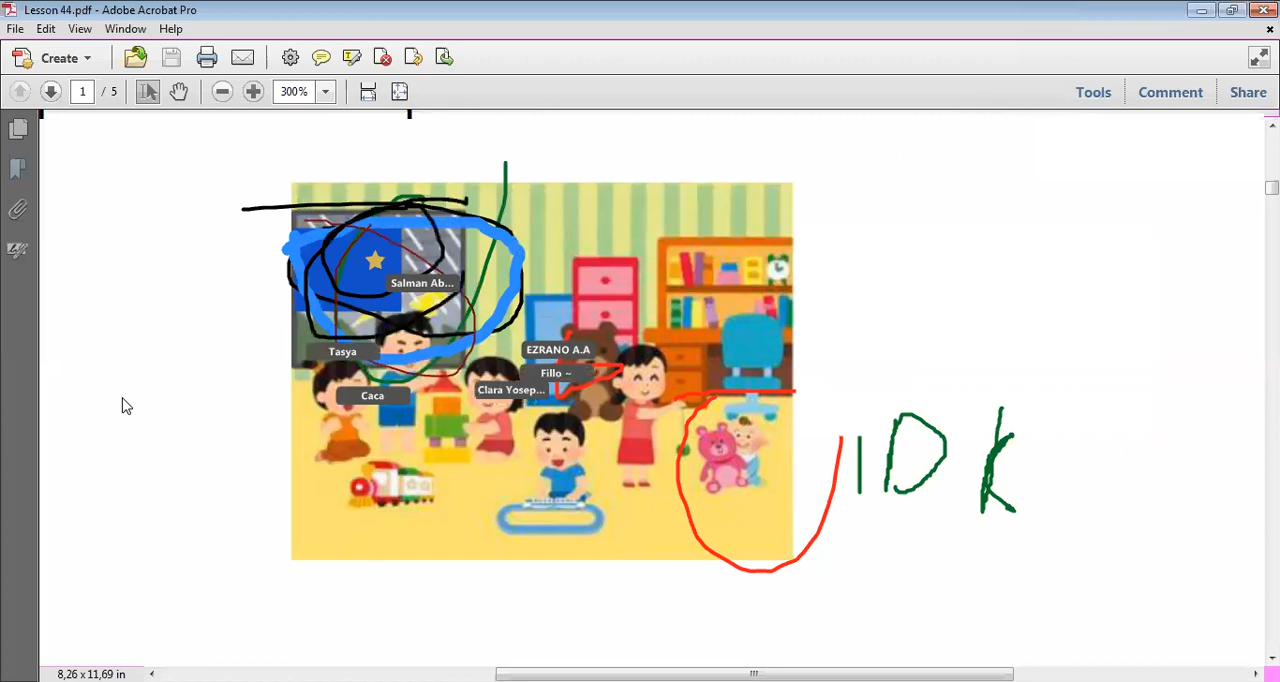 Lesson 44.pdf - Adobe Acrobat Pro
File Edit View Window Help
Create
1 / 5 300% Tools Comment Share
Salman Ab...
Tasya EZRANO A.A
Fillo ~
Caca Clara Yosep...
IDK
8,26 x 11,69 in